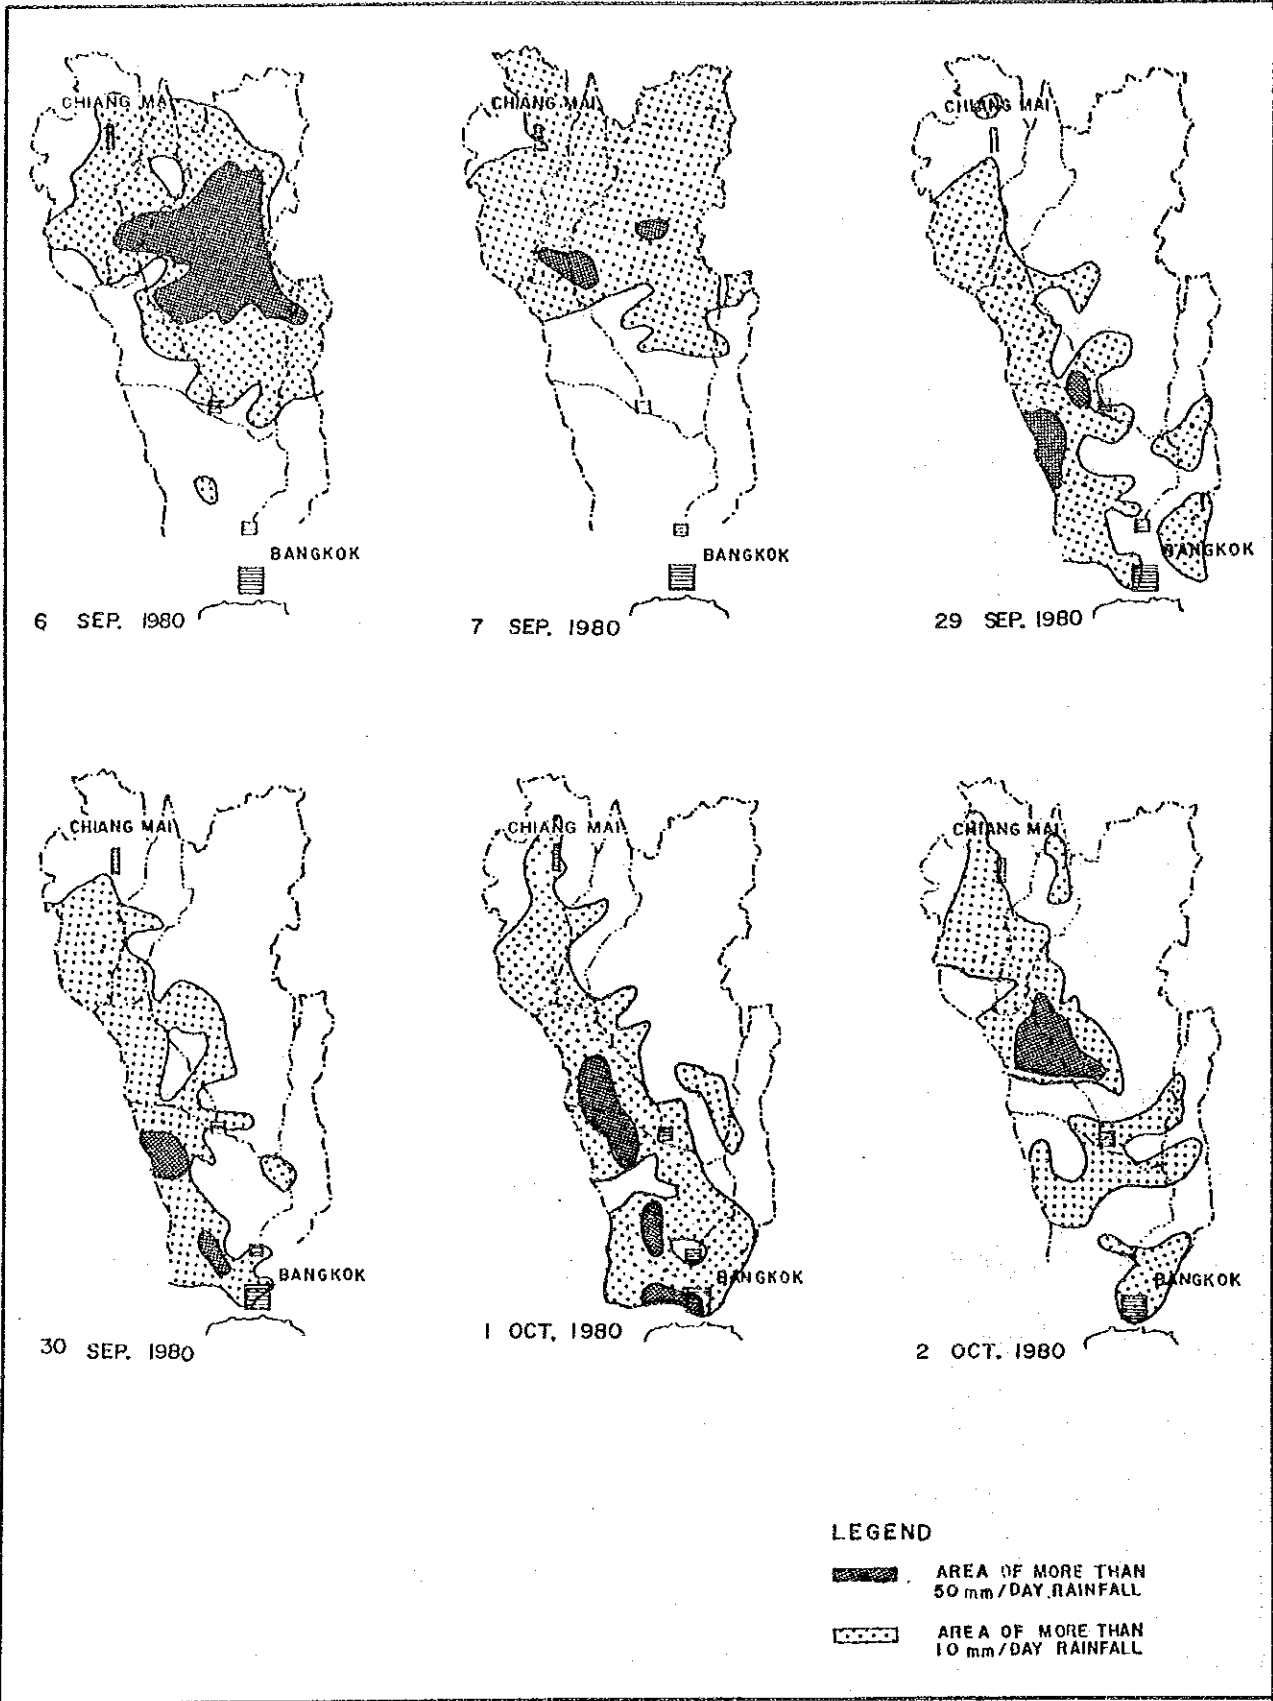 CHIANG MAI
BANGKOK
6 SEP. 1980
CHIANG MAI
BANGKOK
7 SEP. 1980
CHIANG MAI
BANGKOK
29 SEP. 1980
CHIANG MAI
BANGKOK
30 SEP. 1980
CHIANG MAI
BANGKOK
1 OCT. 1980
CHIANG MAI
BANGKOK
2 OCT. 1980
LEGEND
AREA OF MORE THAN
50 mm/DAY RAINFALL
AREA OF MORE THAN
10 mm/DAY RAINFALL